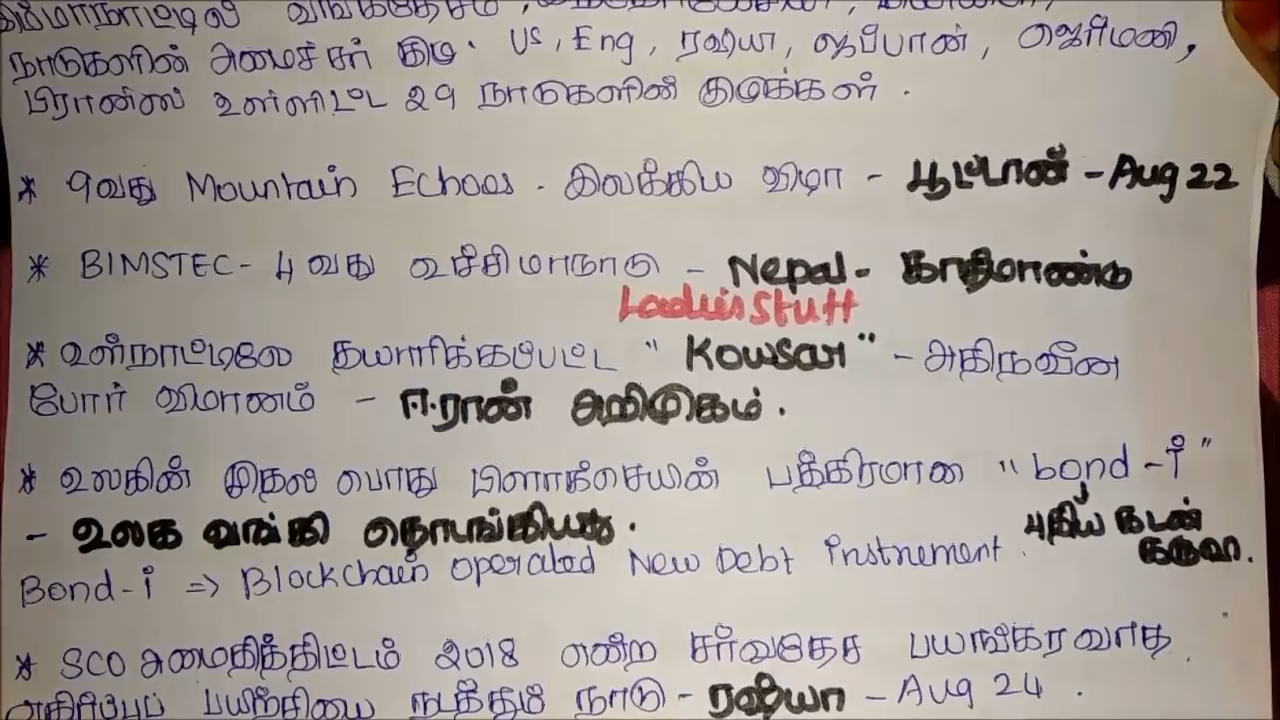 நாடுகளின் அமைச்சர் குழு. US, Eng, ரஷியா, ஜப்பான், ஜெர்மனி,
பிரான்ஸ் உள்ளிட்ட 29 நாடுகளின் குழுக்கள்.
* 9வது Mountain Echoes. இலக்கிய விழா - பூட்டான் - Aug 22
* BIMSTEC - 4 வது உச்சிமாநாடு - Nepal - காத்மாண்டு
Ladies Stuff
* உள்நாட்டிலே தயாரிக்கப்பட்ட "Kowsar" - அதிநவீன
போர் விமானம் - ஈரான் அறிமுகம்.
* உலகின் முதல் பொது பிளாக்செயின் பத்திரமான "bond-i"
- உலக வங்கி தொடங்கியது. புதிய கடன்
கருவி.
Bond-i => Blockchain operated New Debt instrument.
* SCO அமைதித்திட்டம் 2018 என்ற சர்வதேச பயங்கரவாத
எதிர்ப்புப் பயிற்சியை நடத்தும் நாடு - ரஷியா - Aug 24.